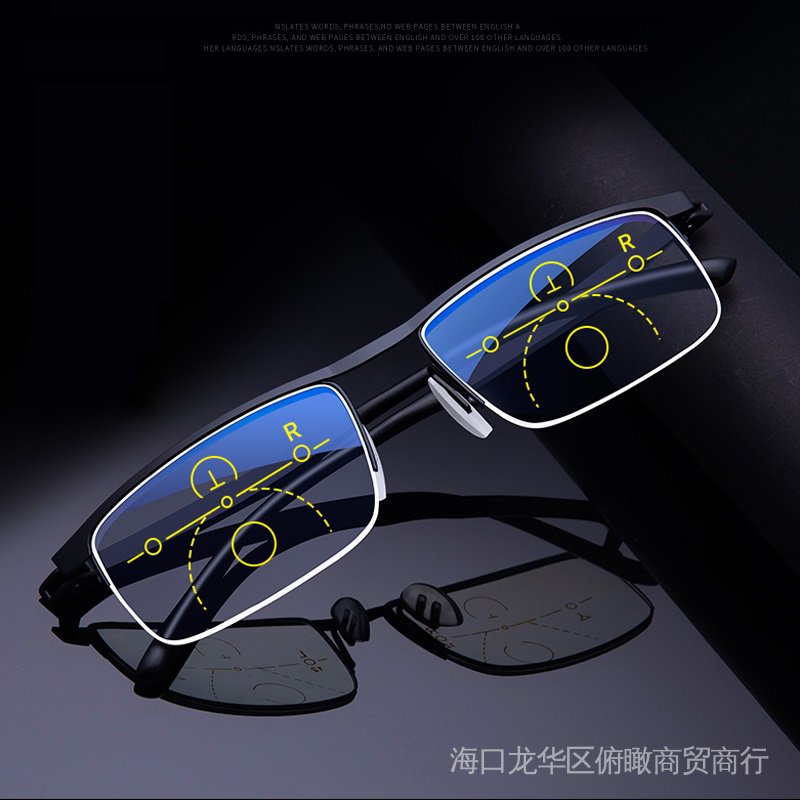 NSLATES WORDS, PHRASES,NO WEB PAGES BETWEEN ENGLISH A
RDS, PHRASES, AND WEB PAGES BETWEEN ENGLISH AND OVER 100 OTHER LANGUAGES.
HER LANGUAGES.NSLATES WORDS, PHRASES, AND WEB PAGES BETWEEN ENGLISH AND OVER 100 OTHER LANGUAGES
R
R
海口龙华区俯瞰商贸商行